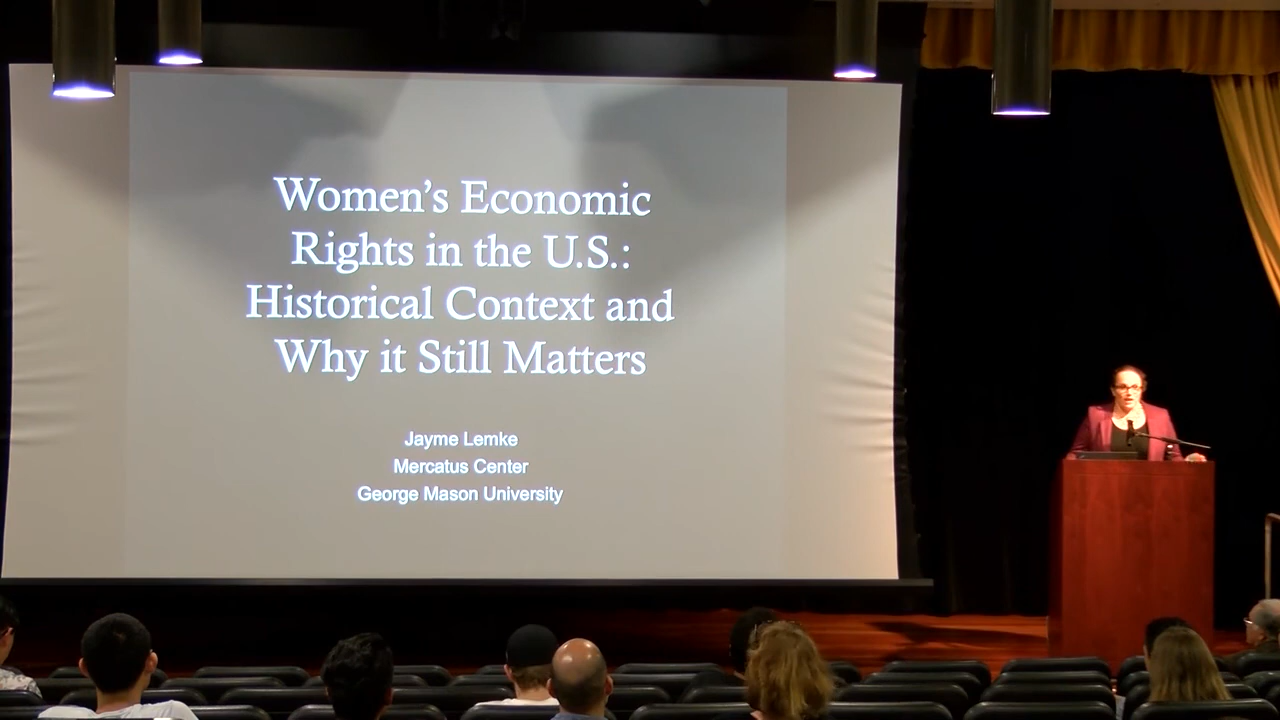 Women’s Economic
Rights in the U.S.:
Historical Context and
Why it Still Matters
Jayme Lemke
Mercatus Center
George Mason University